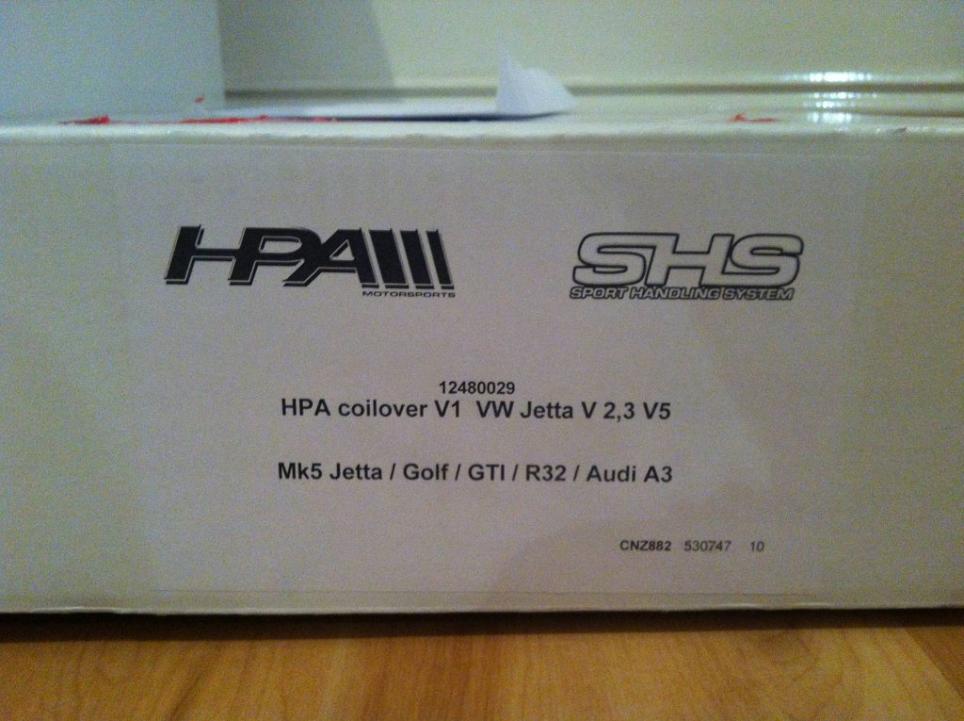 HPA
MOTORSPORTS
SHS
SPORT HANDLING SYSTEM
12480029
HPA coilover V1 VW Jetta V 2,3 V5
Mk5 Jetta / Golf / GTI / R32 / Audi A3
CNZ882 530747 10